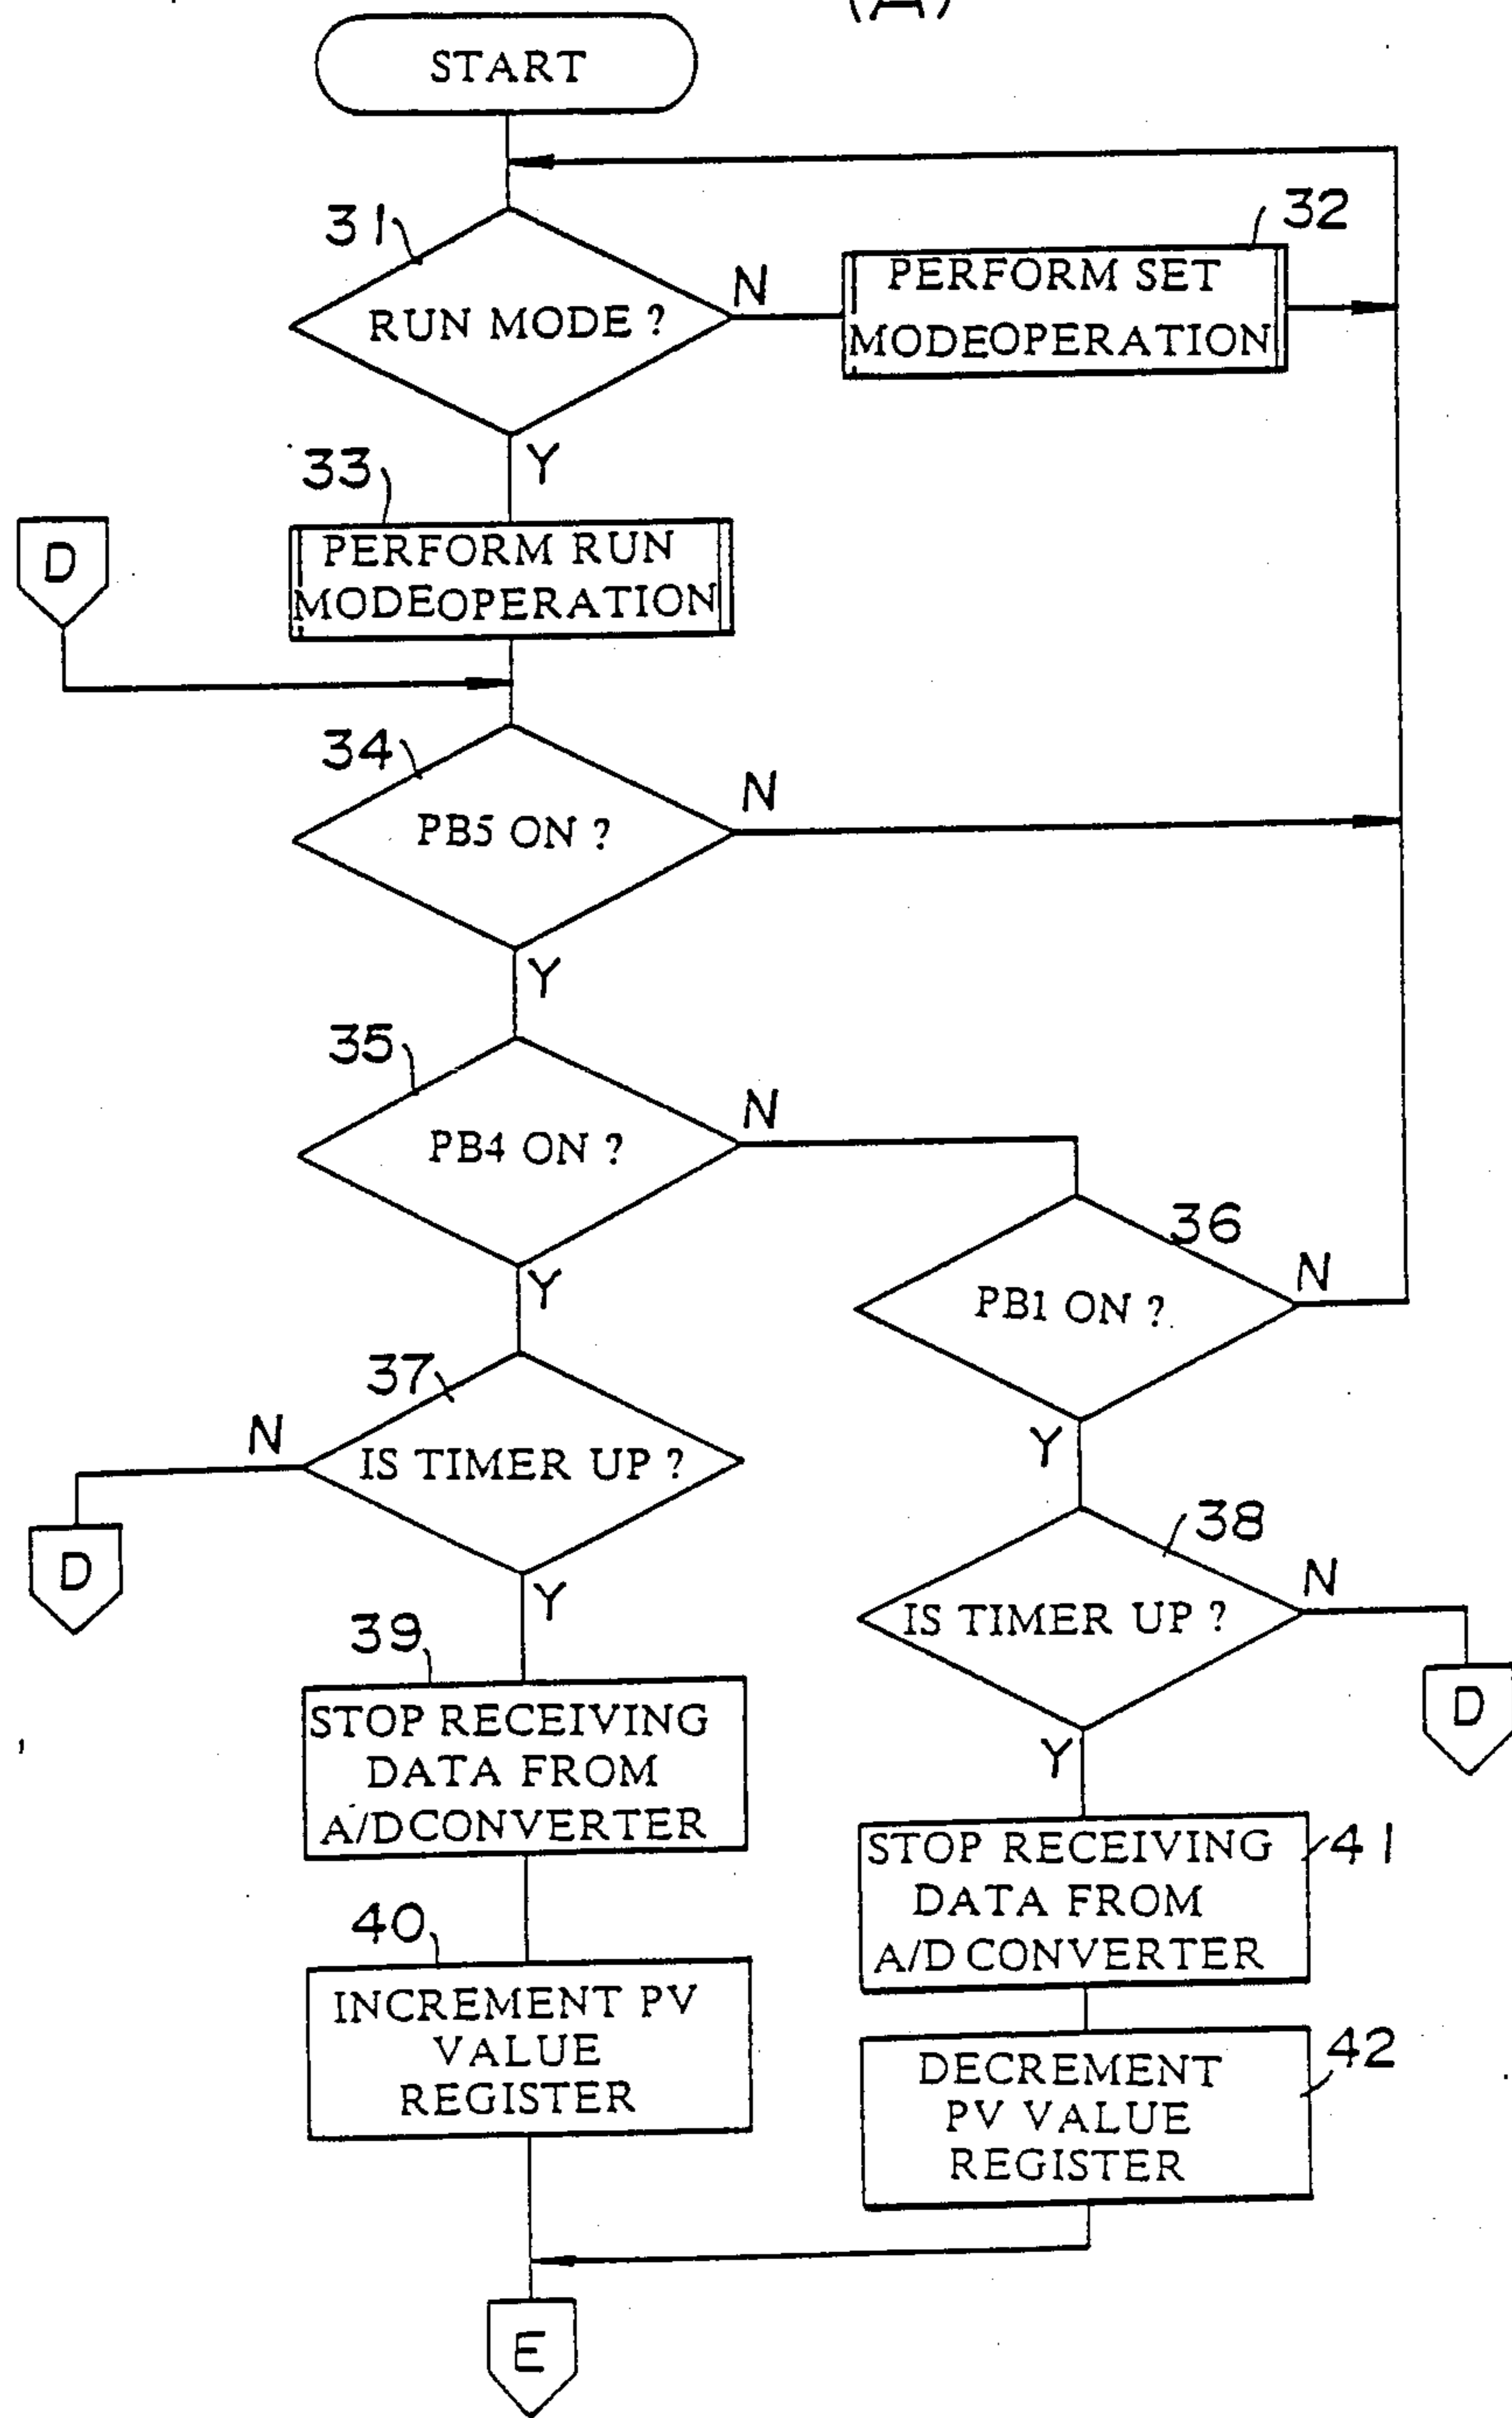 (A)
START
31
RUN MODE ?
N
32
PERFORM SET
MODEOPERATION
Y
33
PERFORM RUN
MODEOPERATION
D
34
PB5 ON ?
N
Y
35
PB4 ON ?
N
36
PB1 ON ?
N
Y
Y
37
IS TIMER UP ?
N
D
Y
38
IS TIMER UP ?
N
D
Y
39
STOP RECEIVING
DATA FROM
A/DCONVERTER
41
STOP RECEIVING
DATA FROM
A/D CONVERTER
40
INCREMENT PV
VALUE
REGISTER
42
DECREMENT
PV VALUE
REGISTER
E